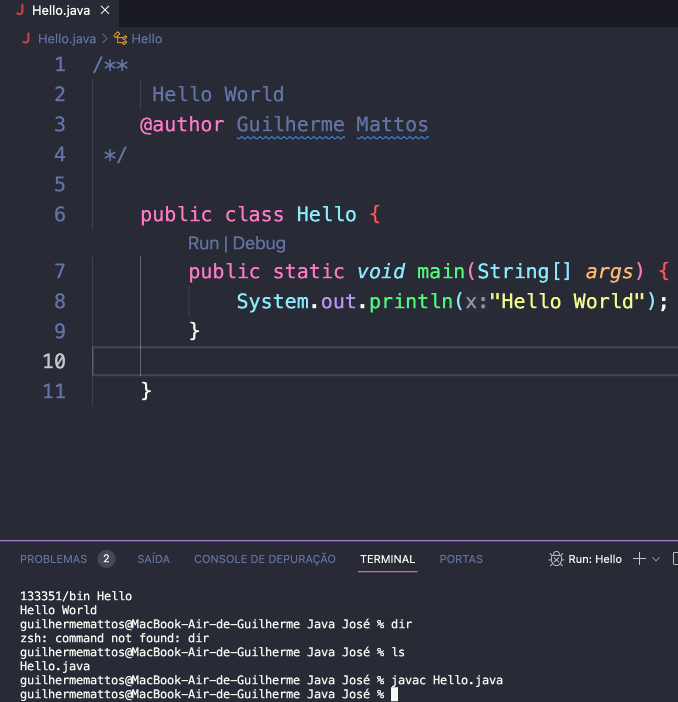 J Hello.java ×
J Hello.java > Hello
1 /**
2 Hello World
3 @author Guilherme Mattos
4 */
5
6 public class Hello {
Run | Debug
7 public static void main(String[] args) {
8 System.out.println(x:"Hello World");
9 }
10
11 }
PROBLEMAS 2 SAÍDA CONSOLE DE DEPURAÇÃO TERMINAL PORTAS Run: Hello
133351/bin Hello
Hello World
guilhermemattos@MacBook-Air-de-Guilherme Java José % dir
zsh: command not found: dir
guilhermemattos@MacBook-Air-de-Guilherme Java José % ls
Hello.java
guilhermemattos@MacBook-Air-de-Guilherme Java José % javac Hello.java
guilhermemattos@MacBook-Air-de-Guilherme Java José %